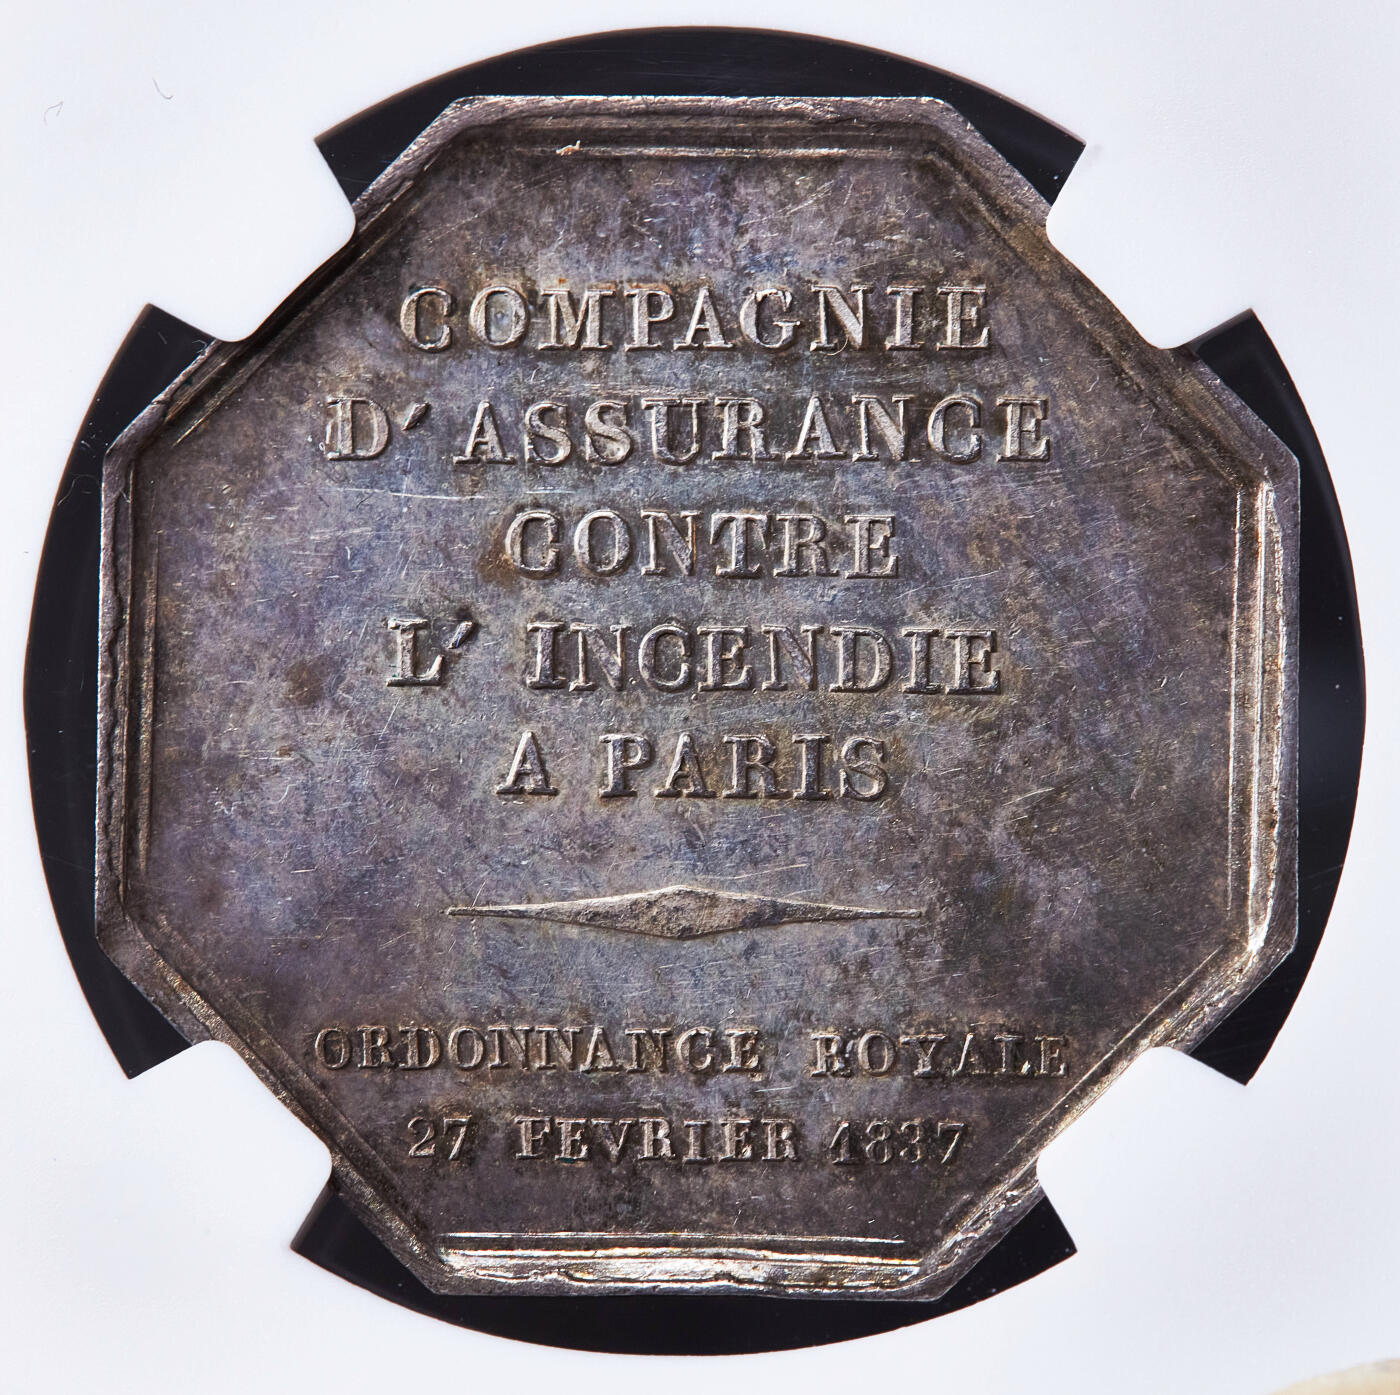 COMPAGNIE
D'ASSURANCE
CONTRE
L'INCENDIE
A PARIS
ORDONNANCE ROYALE
27 FEVRIER 1837